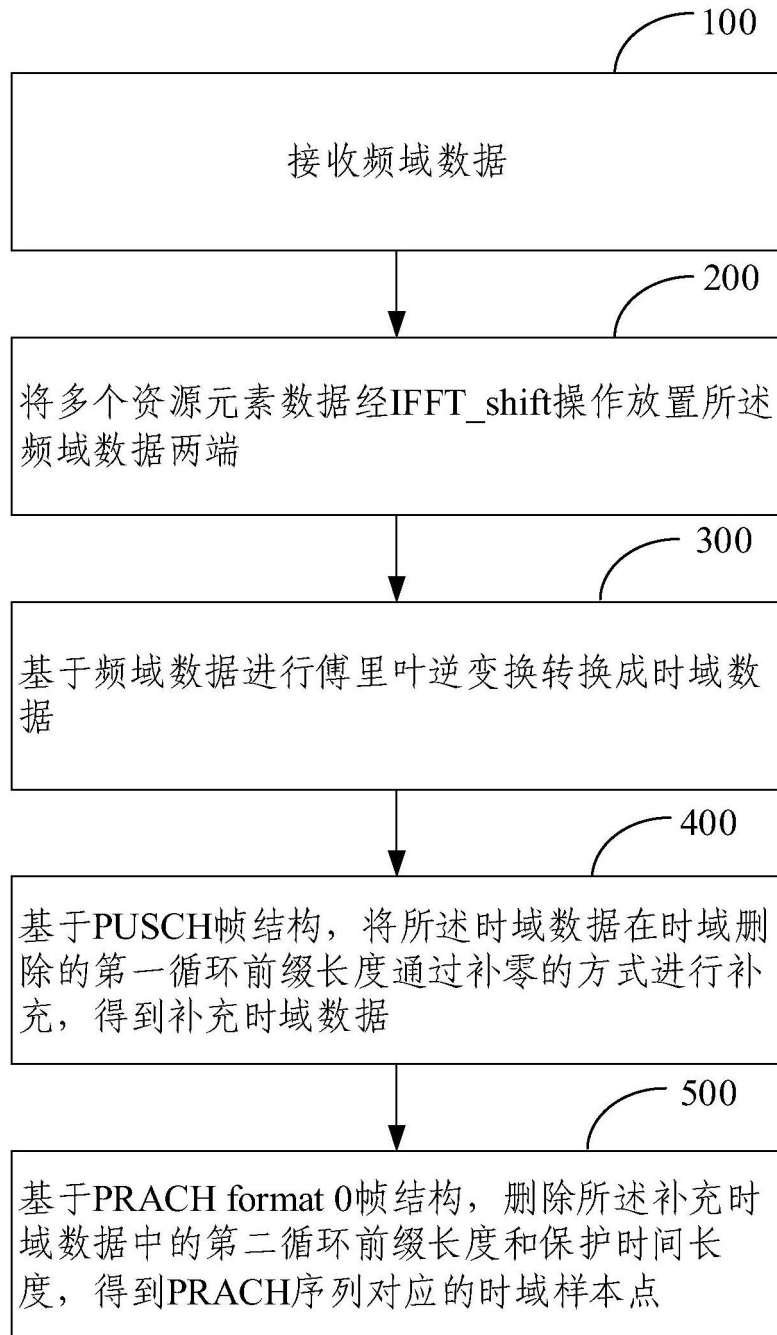 100
接收频域数据
200
将多个资源元素数据经IFFT_shift操作放置所述
频域数据两端
300
基于频域数据进行傅里叶逆变换转换成时域数
据
400
基于PUSCH帧结构，将所述时域数据在时域删
除的第一循环前缀长度通过补零的方式进行补
充，得到补充时域数据
500
基于PRACH format 0帧结构，删除所述补充时
域数据中的第二循环前缀长度和保护时间长
度，得到PRACH序列对应的时域样本点